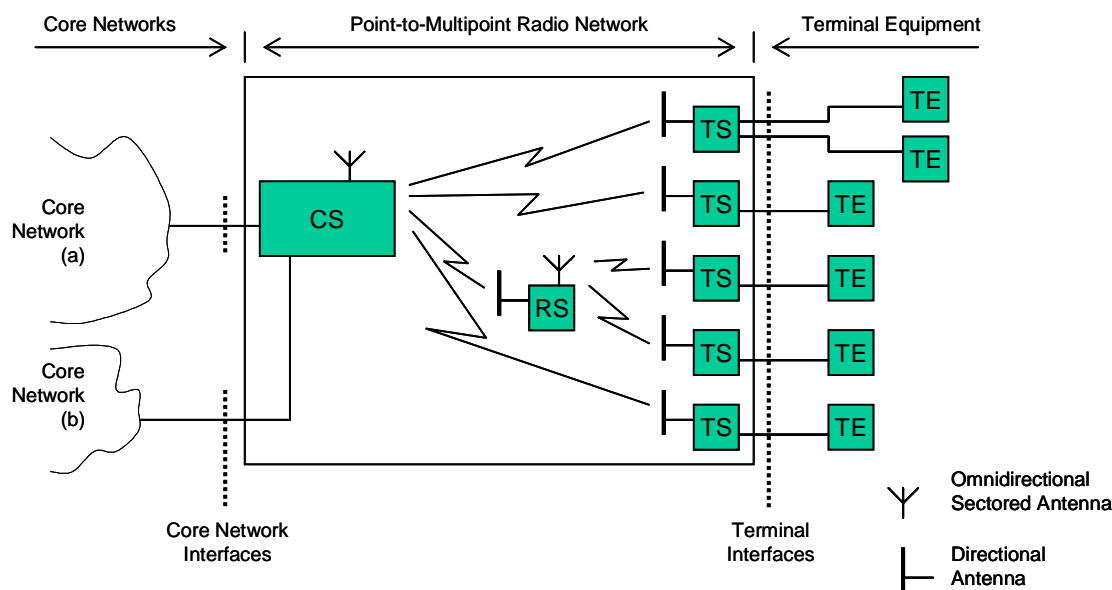 Core Networks
Point-to-Multipoint Radio Network
Terminal Equipment
TE
TS
TE
Core
Network
(a)
CS
TS
TE
TS
TE
RS
Core
Network
(b)
TS
TE
TS
TE
Core Network
Interfaces
Terminal
Interfaces
Omnidirectional
Sectored Antenna
Directional
Antenna